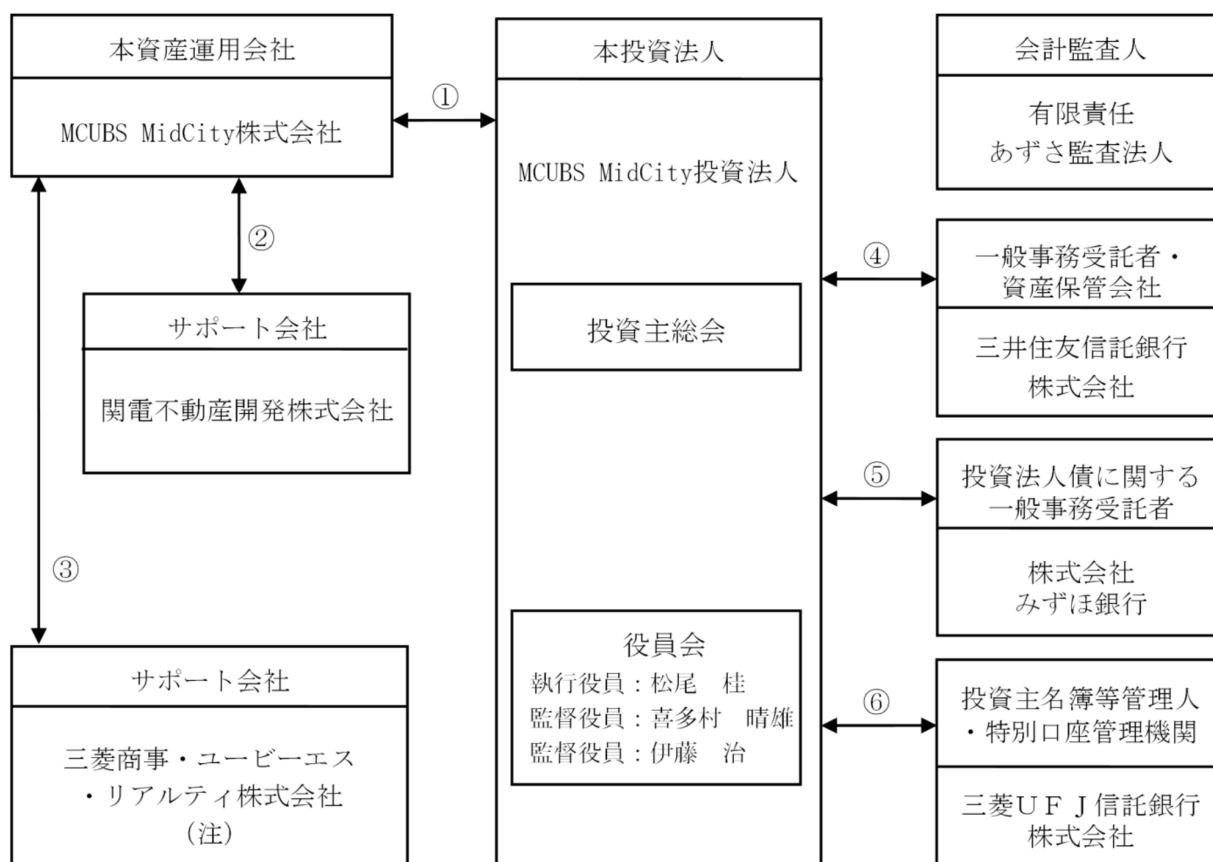 本資産運用会社
MCUBS MidCity株式会社
①
②
サポート会社
関電不動産開発株式会社
③
サポート会社
三菱商事・ユービーエス
・リアルティ株式会社
(注)
本投資法人
MCUBS MidCity投資法人
投資主総会
役員会
執行役員：松尾　桂
監督役員：喜多村　晴雄
監督役員：伊藤　治
会計監査人
有限責任
あずさ監査法人
④
一般事務受託者・
資産保管会社
三井住友信託銀行
株式会社
⑤
投資法人債に関する
一般事務受託者
株式会社
みずほ銀行
⑥
投資主名簿等管理人
・特別口座管理機関
三菱ＵＦＪ信託銀行
株式会社